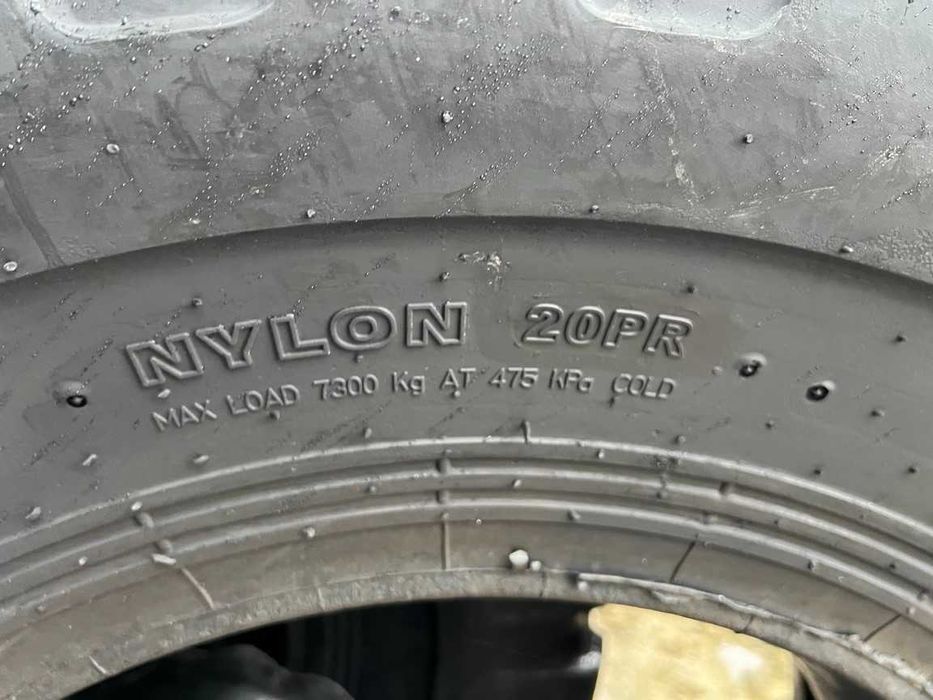 NYLON 20PR
MAX LOAD 7300 Kg AT 475 KPa COLD